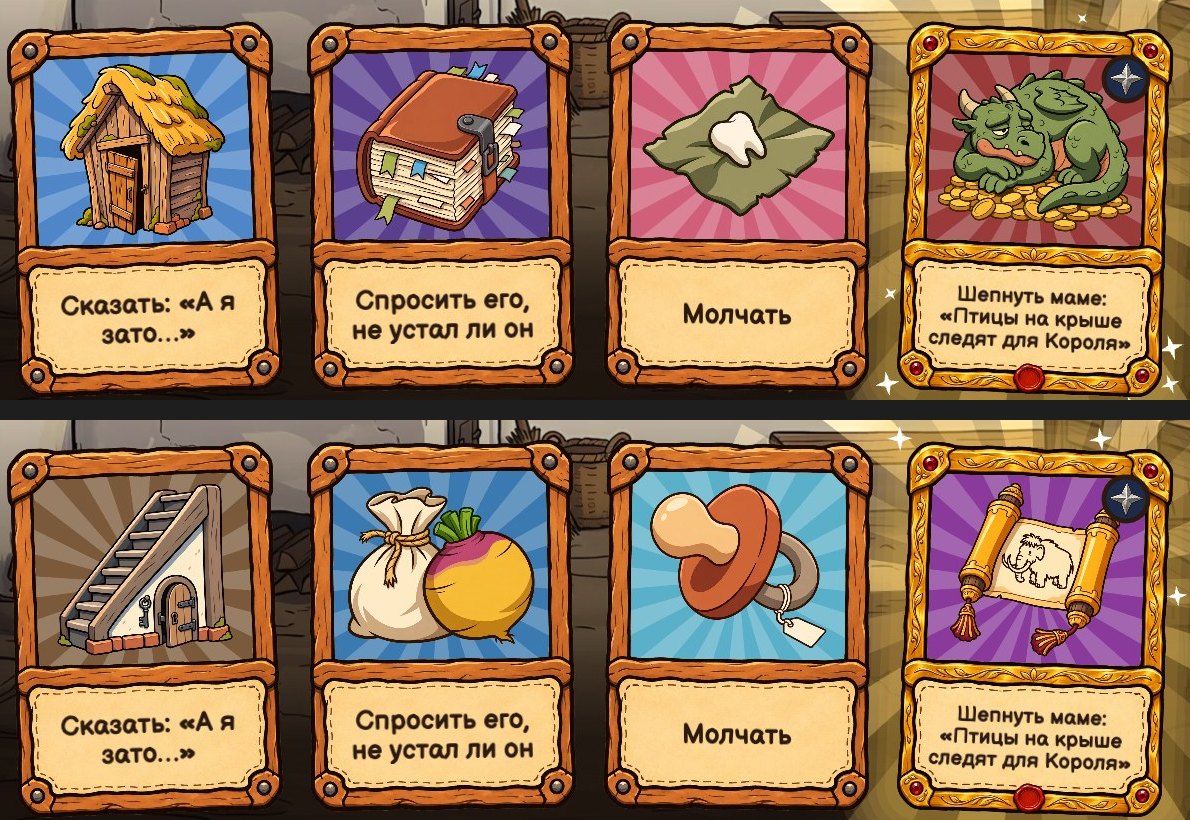 Сказать: «А я
зато...»
Спросить его,
не устал ли он
Молчать
Шепнуть маме:
«Птицы на крыше
следят для Короля»
Сказать: «А я
зато...»
Спросить его,
не устал ли он
Молчать
Шепнуть маме:
«Птицы на крыше
следят для Короля»